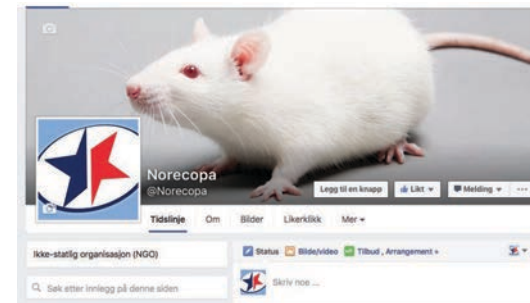 Norecopa
@Norecopa
Legg til en knapp
Likt
Melding
Tidslinje
Om
Bilder
Likerklikk
Mer
Ikke-statlig organisasjon (NGO)
Status
Bilde/video
Tilbud, Arrangement +
Søk etter innlegg på denne siden
Skriv noe ...